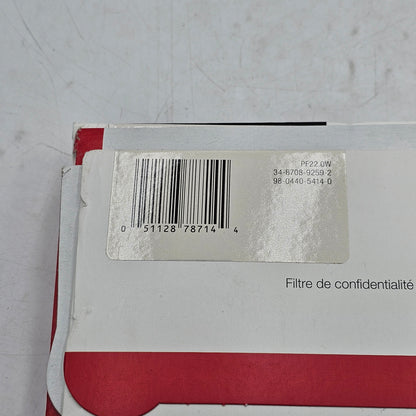 PF22.0W
34-8708-9259-2
98-0440-5414-0
0 51128 78714 4
Filtre de confidentialité